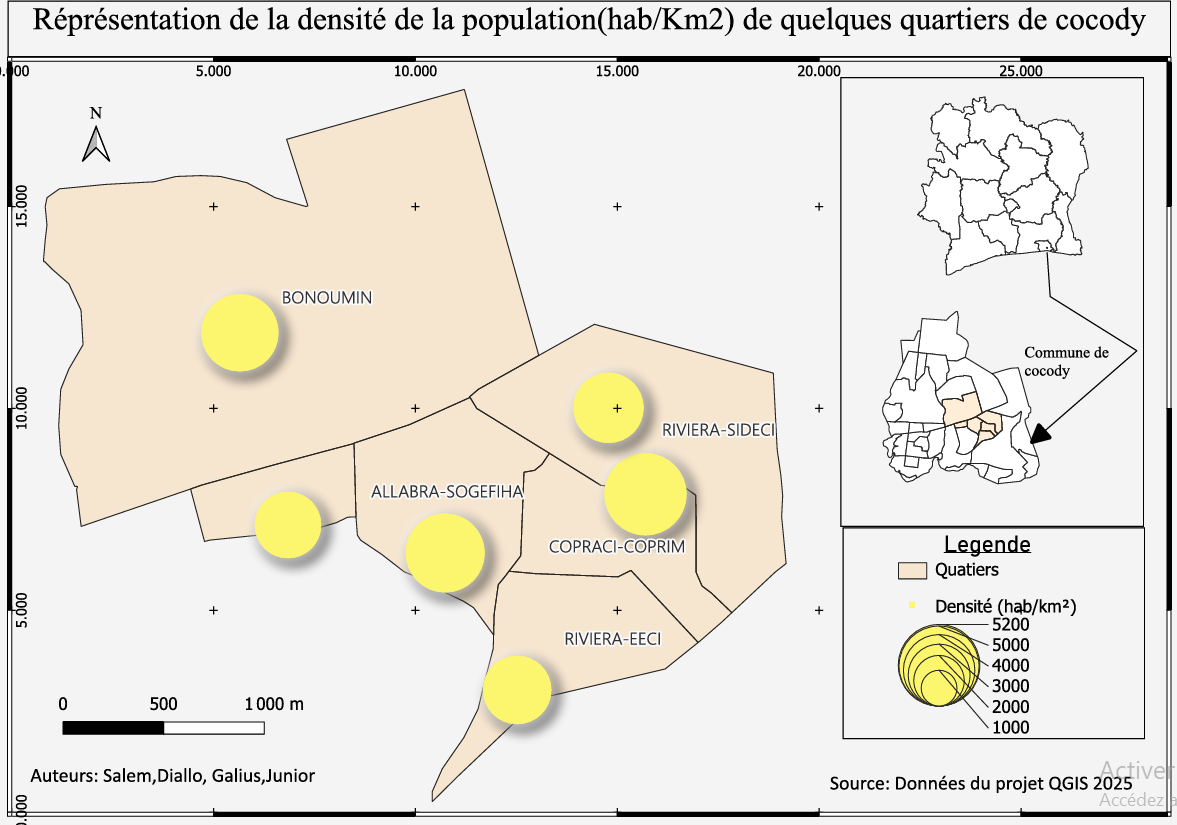 Réprésentation de la densité de la population(hab/Km2) de quelques quartiers de cocody
0.000 5.000 10.000 15.000 20.000 25.000
N
15.000
BONOUMIN
Commune de
cocody
10.000
RIVIERA-SIDECI
ALLABRA-SOGEFIHA
COPRACI-COPRIM
Legende
Quatiers
Densité (hab/km²)
5200
5000
4000
3000
2000
1000
5.000
RIVIERA-EECI
0 500 1000 m
Auteurs: Salem,Diallo, Galius,Junior
Source: Données du projet QGIS 2025
Activer
Accédez a